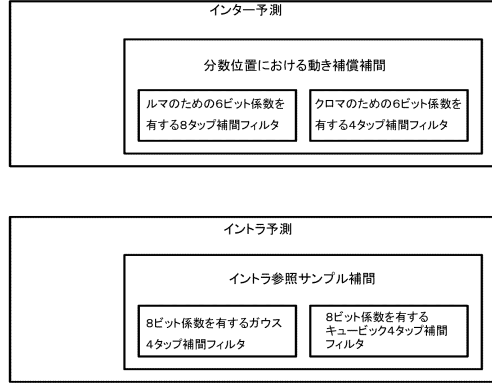 インター予測
分数位置における動き補償補間
ルマのための6ビット係数を
有する8タップ補間フィルタ
クロマのための6ビット係数を
有する4タップ補間フィルタ
イントラ予測
イントラ参照サンプル補間
8ビット係数を有するガウス
4タップ補間フィルタ
8ビット係数を有する
キュービック4タップ補間
フィルタ